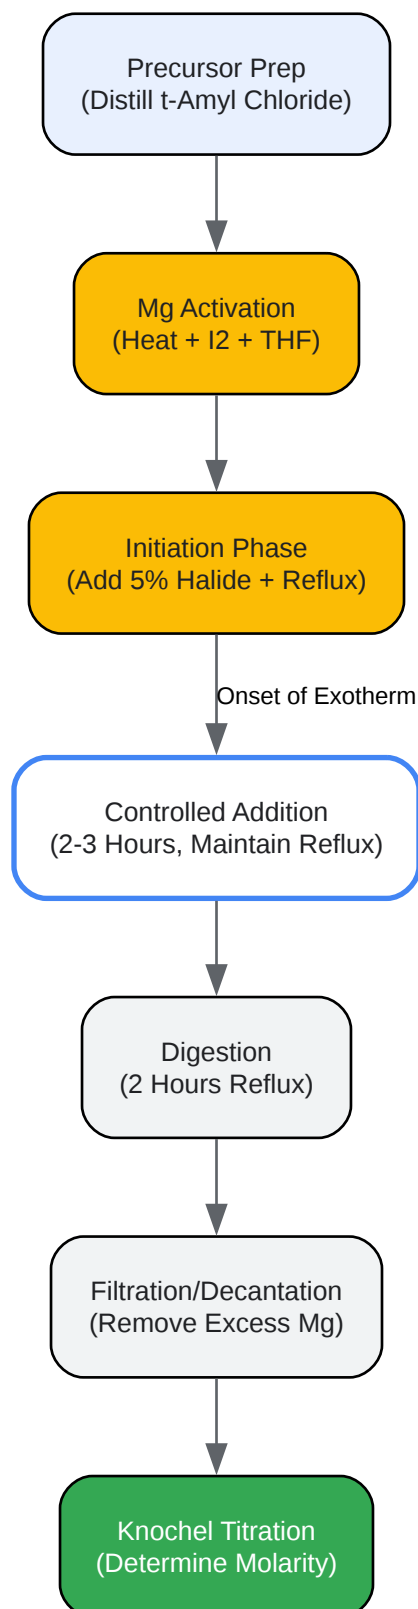 Precursor Prep
(Distill t-Amyl Chloride)
Mg Activation
(Heat + I2 + THF)
Initiation Phase
(Add 5% Halide + Reflux)
Onset of Exotherm
Controlled Addition
(2-3 Hours, Maintain Reflux)
Digestion
(2 Hours Reflux)
Filtration/Decantation
(Remove Excess Mg)
Knochel Titration
(Determine Molarity)